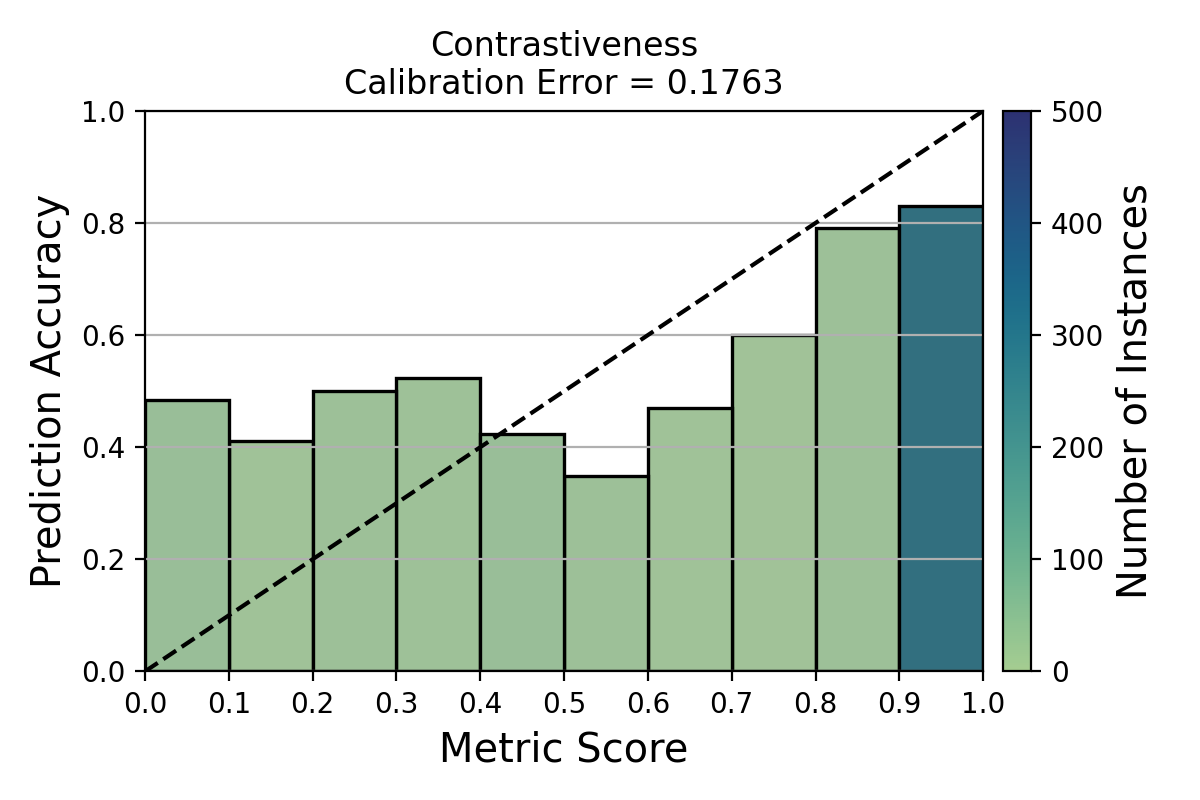 Contrastiveness
Calibration Error = 0.1763
Prediction Accuracy
1.0
0.8
0.6
0.4
0.2
0.0
0.0 0.1 0.2 0.3 0.4 0.5 0.6 0.7 0.8 0.9 1.0
Metric Score
500
400
300
200
100
0
Number of Instances